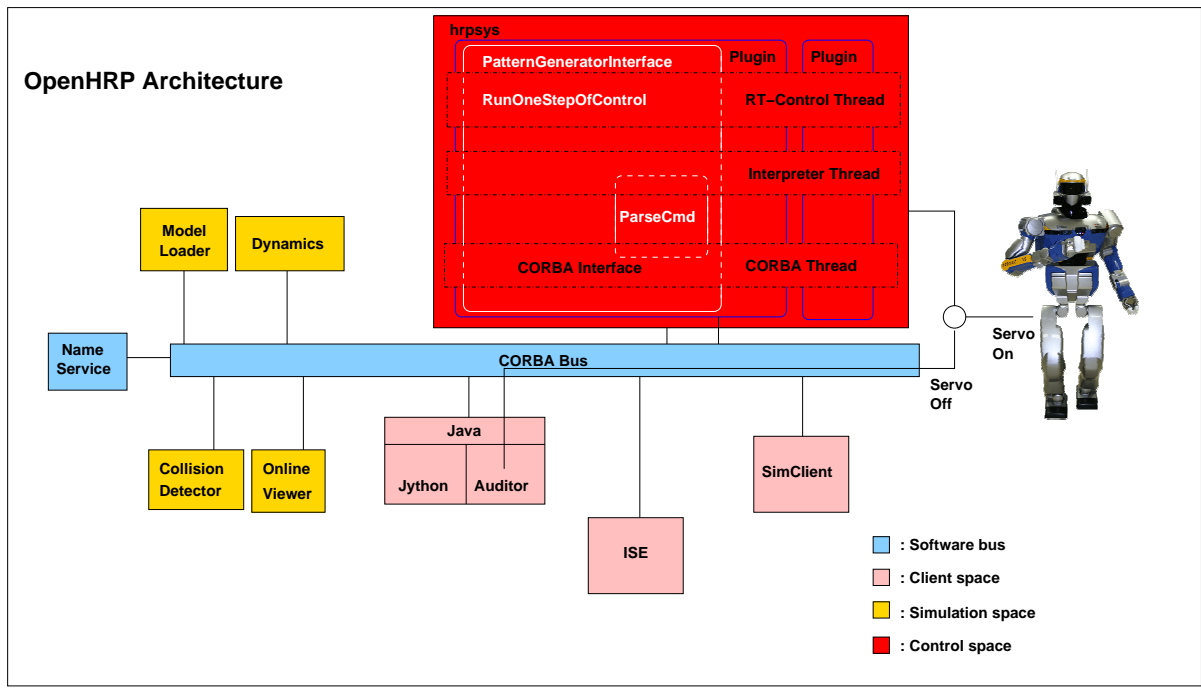 hrpsys
PatternGeneratorInterface
Plugin
Plugin
OpenHRP Architecture
RunOneStepOfControl
RT−Control Thread
Interpreter Thread
ParseCmd
Model
Loader
Dynamics
CORBA Interface
CORBA Thread
Servo
On
Name
Service
CORBA Bus
Servo
Off
Java
Collision
Detector
Online
Viewer
Jython
Auditor
SimClient
ISE
: Software bus
: Client space
: Simulation space
: Control space